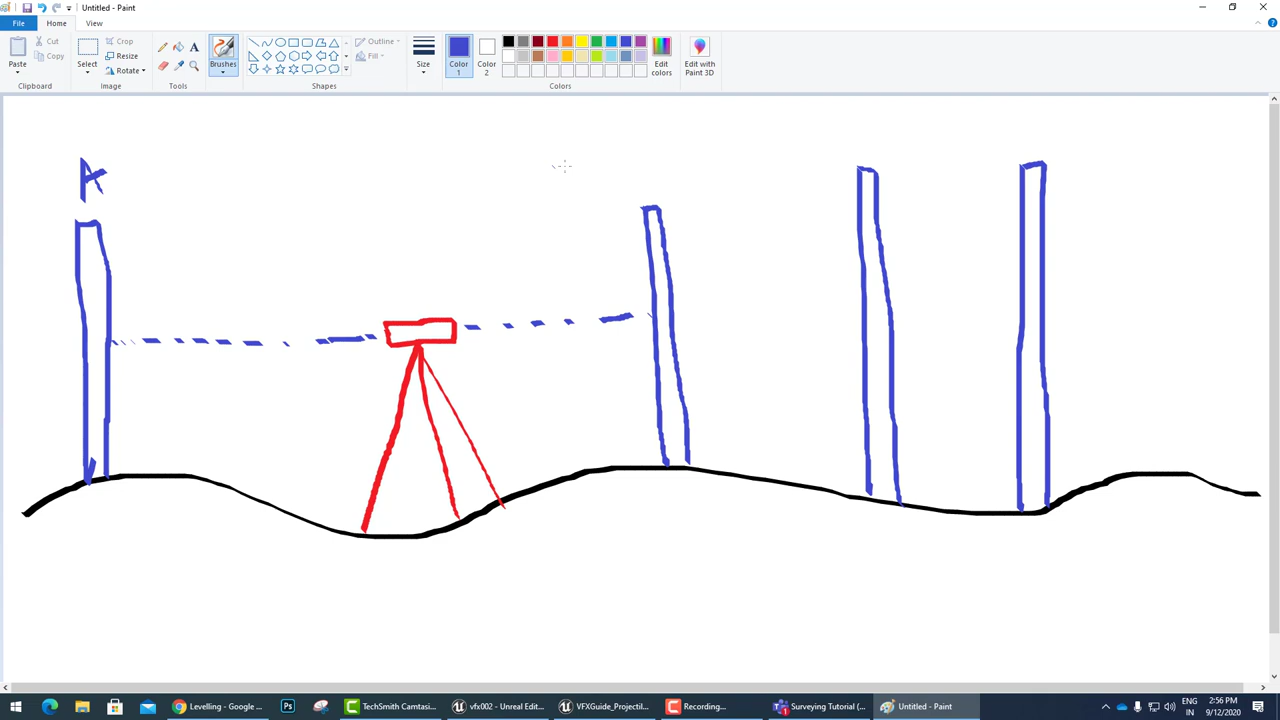 Untitled - Paint
File Home View
Paste
Cut
Copy
Clipboard
Select
Crop
Resize
Rotate
Image
Tools
Brushes
Shapes
Outline
Fill
Size
Color 1
Color 2
Colors
Edit colors
Edit with Paint 3D
A
Levelling - Google ...
Ps
TechSmith Camtasi...
vfx002 - Unreal Edi...
VFXGuide_Projectil...
Recording...
Surveying Tutorial (...
Untitled - Paint
ENG
IN
2:56 PM
9/12/2020